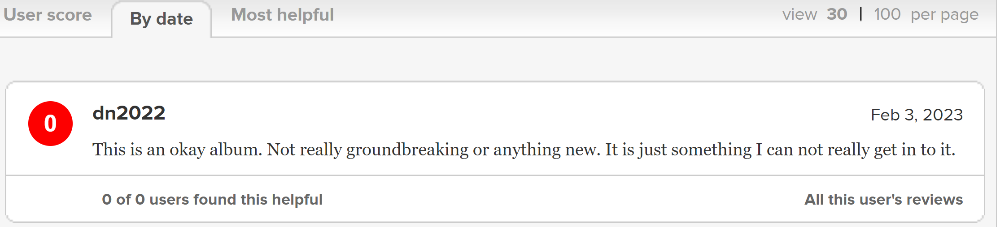 User score By date Most helpful view 30 | 100 per page
0 dn2022 Feb 3, 2023
This is an okay album. Not really groundbreaking or anything new. It is just something I can not really get in to it.
0 of 0 users found this helpful All this user's reviews